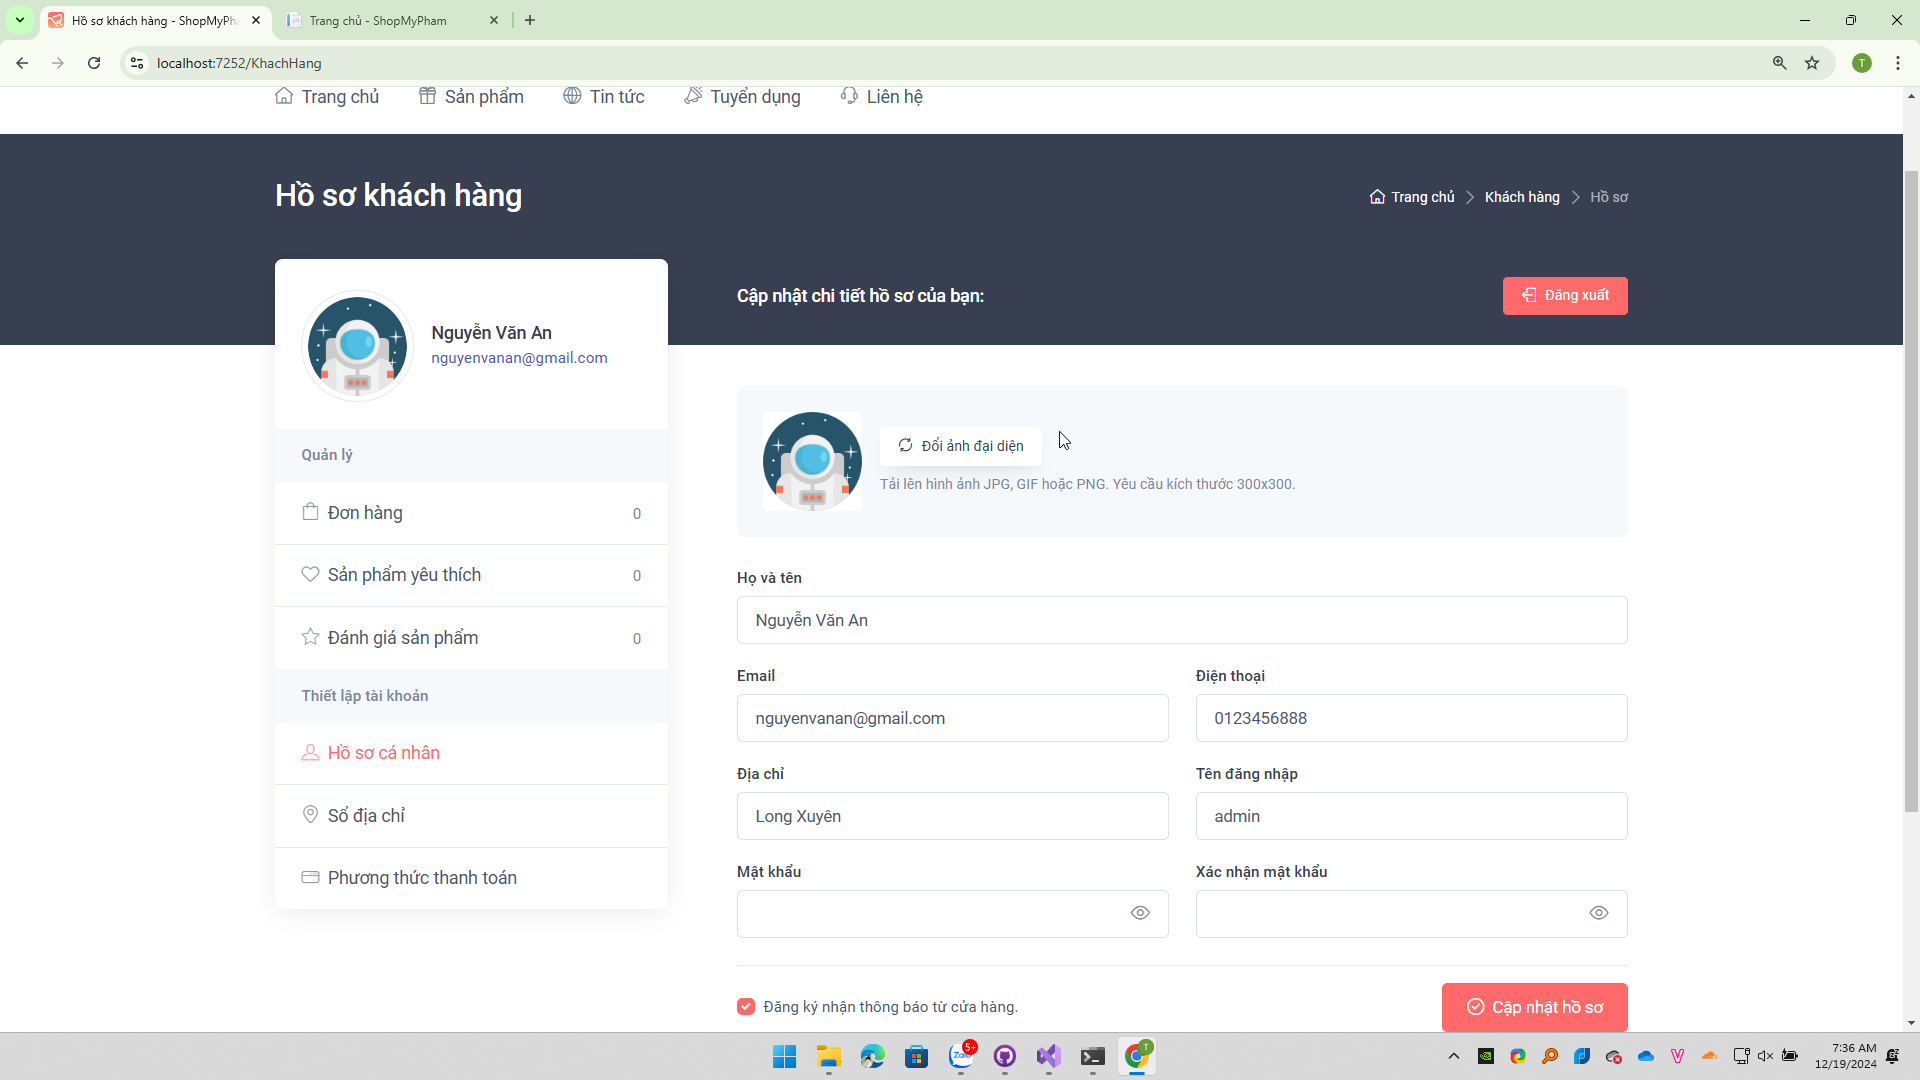 Hồ sơ khách hàng - ShopMyPh
Trang chủ - ShopMyPham
localhost:7252/KhachHang
Trang chủ
Sản phẩm
Tin tức
Tuyển dụng
Liên hệ
Hồ sơ khách hàng
Trang chủ
Khách hàng
Hồ sơ
Cập nhật chi tiết hồ sơ của bạn:
Đăng xuất
Nguyễn Văn An
nguyenvanan@gmail.com
Quản lý
Đơn hàng
0
Sản phẩm yêu thích
0
Đánh giá sản phẩm
0
Thiết lập tài khoản
Hồ sơ cá nhân
Sổ địa chỉ
Phương thức thanh toán
Đổi ảnh đại diện
Tải lên hình ảnh JPG, GIF hoặc PNG. Yêu cầu kích thước 300x300.
Họ và tên
Nguyễn Văn An
Email
Điện thoại
nguyenvanan@gmail.com
0123456888
Địa chỉ
Tên đăng nhập
Long Xuyên
admin
Mật khẩu
Xác nhận mật khẩu
Đăng ký nhận thông báo từ cửa hàng.
Cập nhật hồ sơ
T
Zalo
5+
T
7:36 AM
12/19/2024